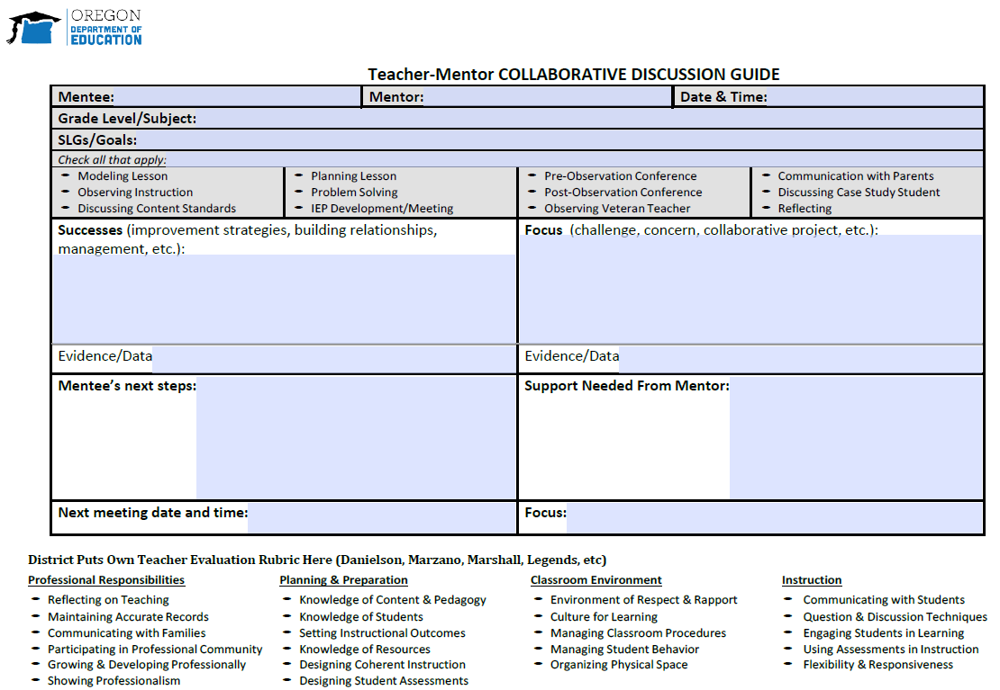 OREGON
DEPARTMENT OF
EDUCATION
Teacher-Mentor COLLABORATIVE DISCUSSION GUIDE
Mentee: Mentor: Date & Time:
Grade Level/Subject:
SLGs/Goals:
Check all that apply:
Modeling Lesson
Observing Instruction
Discussing Content Standards
Planning Lesson
Problem Solving
IEP Development/Meeting
Pre-Observation Conference
Post-Observation Conference
Observing Veteran Teacher
Communication with Parents
Discussing Case Study Student
Reflecting
Successes (improvement strategies, building relationships,
management, etc.):
Focus (challenge, concern, collaborative project, etc.):
Evidence/Data
Evidence/Data
Mentee's next steps:
Support Needed From Mentor:
Next meeting date and time:
Focus:
District Puts Own Teacher Evaluation Rubric Here (Danielson, Marzano, Marshall, Legends, etc)
Professional Responsibilities
Reflecting on Teaching
Maintaining Accurate Records
Communicating with Families
Participating in Professional Community
Growing & Developing Professionally
Showing Professionalism
Planning & Preparation
Knowledge of Content & Pedagogy
Knowledge of Students
Setting Instructional Outcomes
Knowledge of Resources
Designing Coherent Instruction
Designing Student Assessments
Classroom Environment
Environment of Respect & Rapport
Culture for Learning
Managing Classroom Procedures
Managing Student Behavior
Organizing Physical Space
Instruction
Communicating with Students
Question & Discussion Techniques
Engaging Students in Learning
Using Assessments in Instruction
Flexibility & Responsiveness